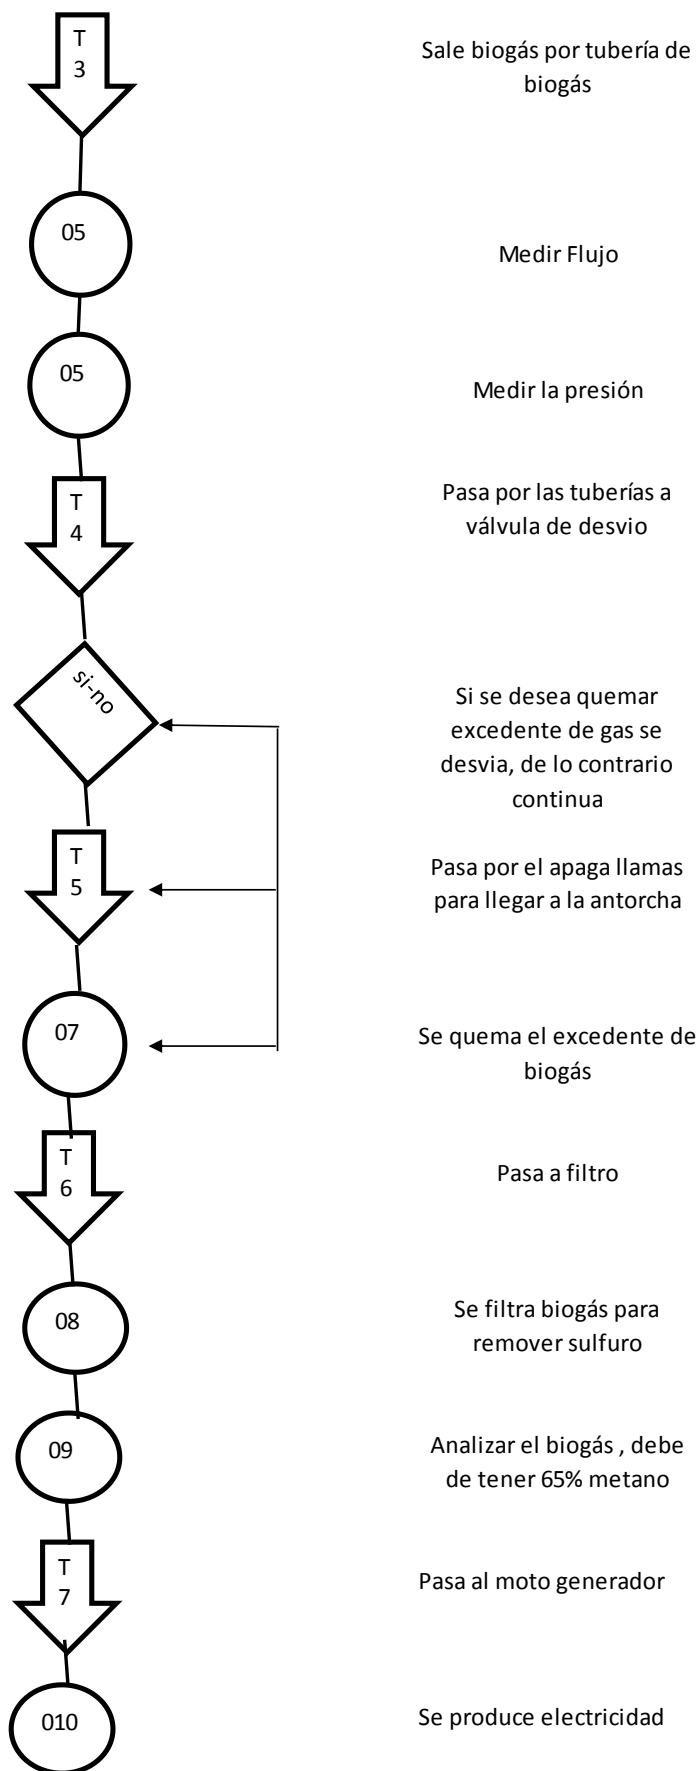 T
3
Sale biogás por tubería de
biogás
05
Medir Flujo
05
Medir la presión
T
4
Pasa por las tuberías a
válvula de desvio
si-no
Si se desea quemar
excedente de gas se
desvia, de lo contrario
continua
T
5
Pasa por el apaga llamas
para llegar a la antorcha
07
Se quema el excedente de
biogás
T
6
Pasa a filtro
08
Se filtra biogás para
remover sulfuro
09
Analizar el biogás , debe
de tener 65% metano
T
7
Pasa al moto generador
010
Se produce electricidad